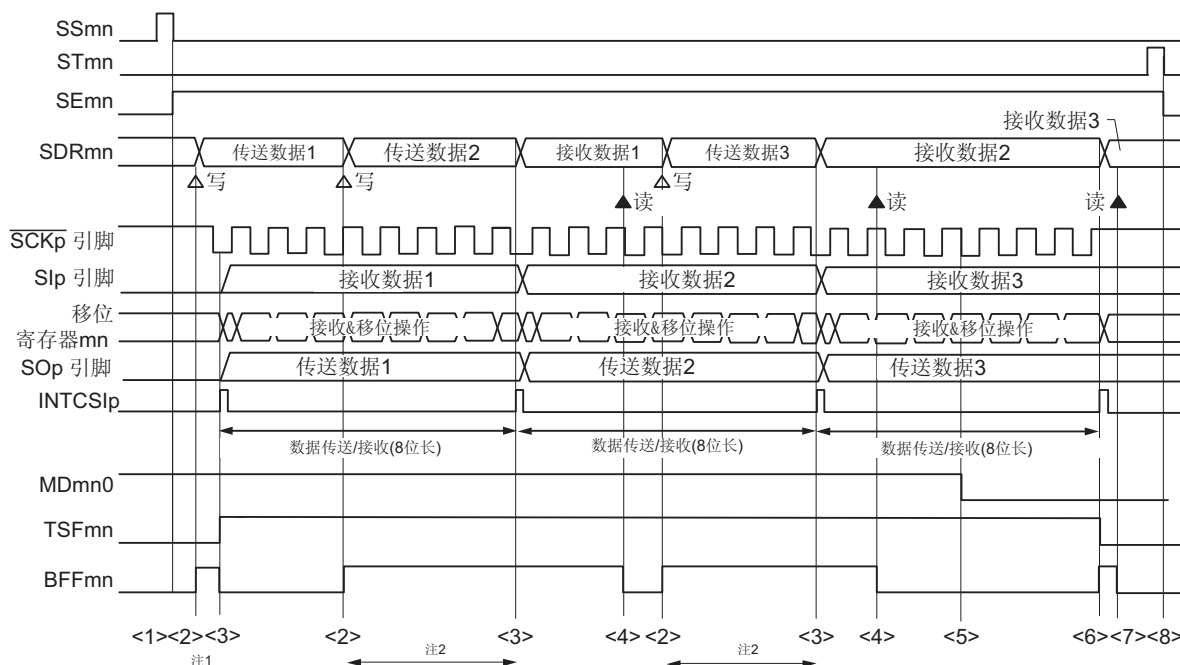 SSmn
STmn
SEmn
接收数据3
SDRmn 传送数据1 传送数据2 接收数据1 传送数据3 接收数据2
写 写 写
读 读 读
SCKp 引脚
SIp 引脚 接收数据1 接收数据2 接收数据3
移位
寄存器mn 接收&移位操作 接收&移位操作 接收&移位操作
SOp 引脚 传送数据1 传送数据2 传送数据3
INTCSIp
数据传送/接收(8位长) 数据传送/接收(8位长) 数据传送/接收(8位长)
MDmn0
TSFmn
BFFmn
<1><2><3> <2> <3> <4><2> <3> <4> <5> <6><7><8>
注1 注2 注2